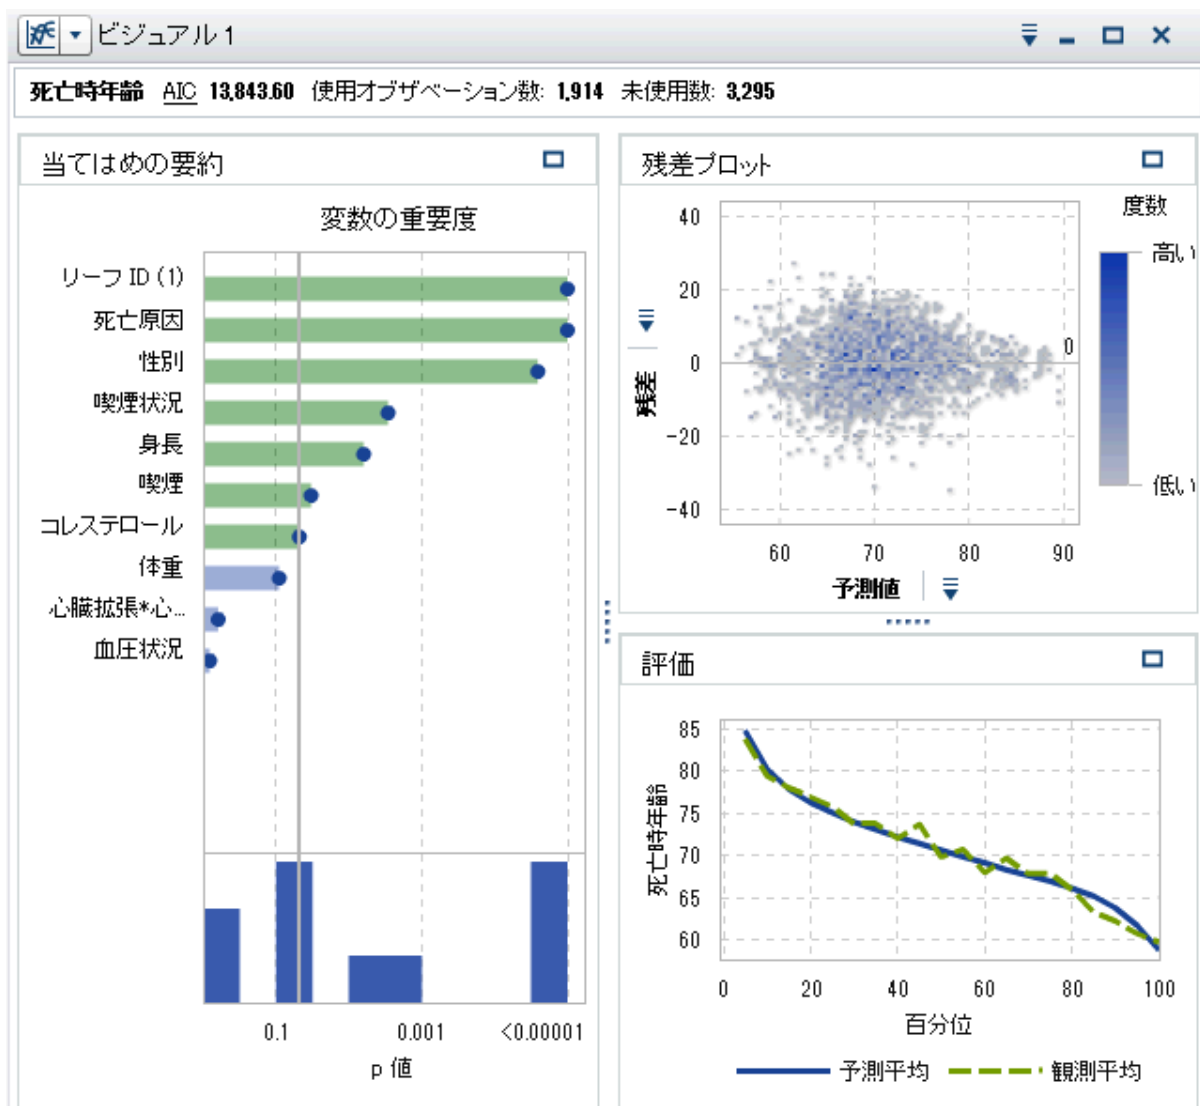 ビジュアル 1
死亡時年齢 AIC 13,843.60 使用オブザベーション数: 1,914 未使用数: 3,295
当てはめの要約
変数の重要度
リーフ ID (1)
死亡原因
性別
喫煙状況
身長
喫煙
コレステロール
体重
心臓拡張*心...
血圧状況
0.1 0.001 <0.00001
p 値
残差プロット
度数
高い
低い
40
20
0
-20
-40
0
残差
60 70 80 90
予測値
評価
85
80
75
70
65
60
死亡時年齢
0 20 40 60 80 100
百分位
予測平均 観測平均